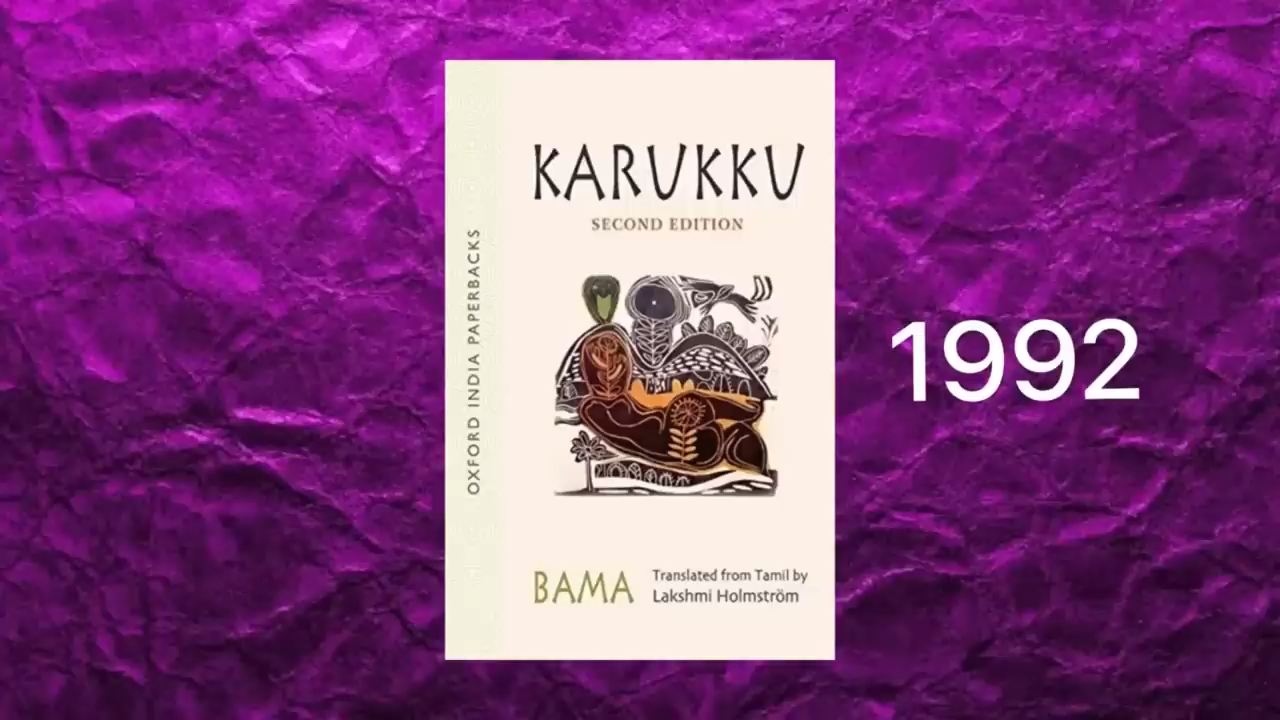 KARUKKU
SECOND EDITION
OXFORD INDIA PAPERBACKS
1992
BAMA
Translated from Tamil by
Lakshmi Holmström